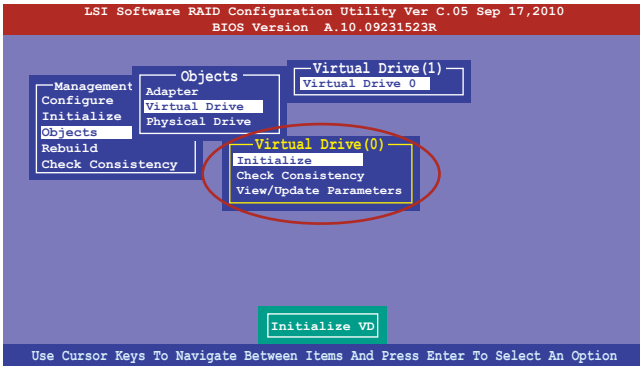 LSI Software RAID Configuration Utility Ver C.05 Sep 17,2010
BIOS Version A.10.09231523R
Management
Configure
Initialize
Objects
Rebuild
Check Consistency
Objects
Adapter
Virtual Drive
Physical Drive
Virtual Drive(1)
Virtual Drive 0
Virtual Drive(0)
Initialize
Check Consistency
View/Update Parameters
Initialize VD
Use Cursor Keys To Navigate Between Items And Press Enter To Select An Option